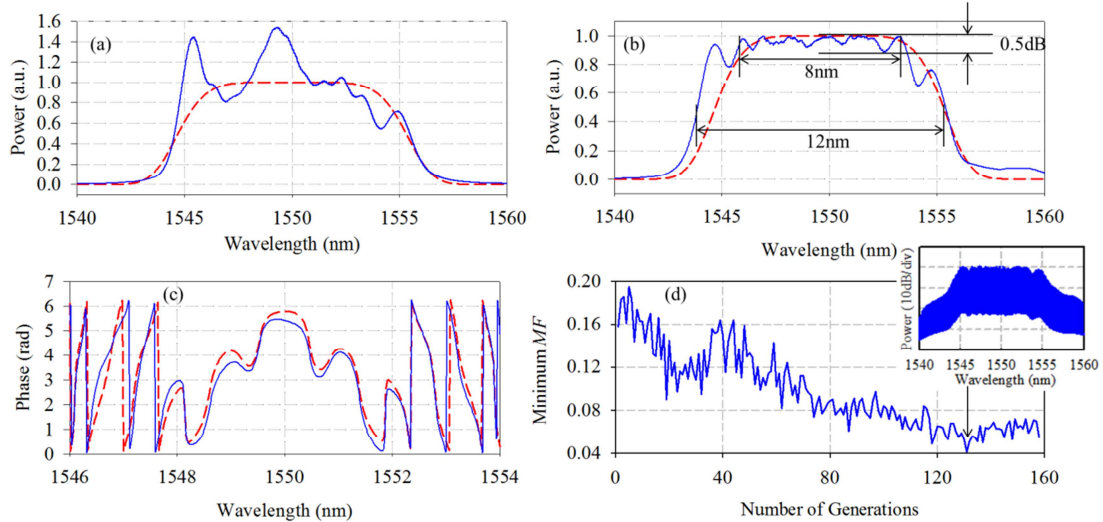 (a)
Power (a.u.)
1.6
1.4
1.2
1.0
0.8
0.6
0.4
0.2
0.0
1540 1545 1550 1555 1560
Wavelength (nm)
(b)
Power (a.u.)
1.0
0.8
0.6
0.4
0.2
0.0
0.5dB
8nm
12nm
1540 1545 1550 1555 1560
Wavelength (nm)
(c)
Phase (rad)
7
6
5
4
3
2
1
0
1546 1548 1550 1552 1554
Wavelength (nm)
(d)
Minimum MF
0.20
0.16
0.12
0.08
0.04
0 40 80 120 160
Number of Generations
Power (10dB/div)
1540 1545 1550 1555 1560
Wavelength (nm)